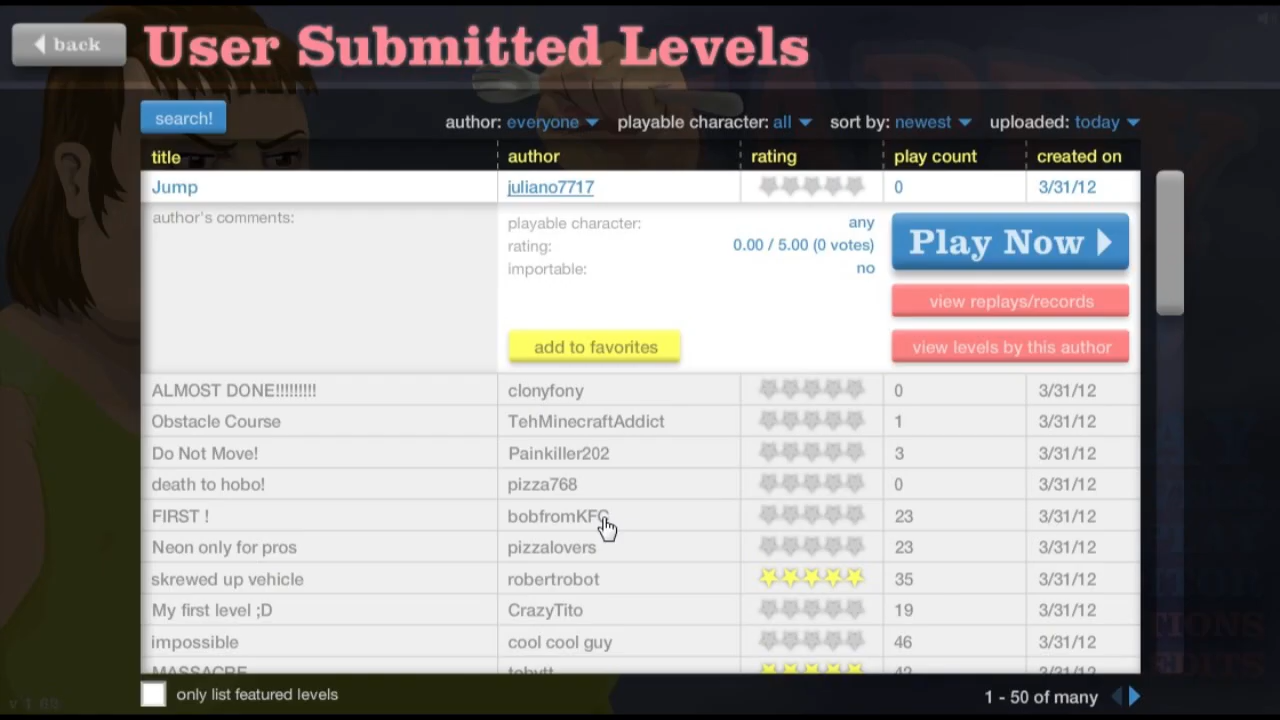 back
User Submitted Levels
search!
author: everyone playable character: all sort by: newest uploaded: today
title author rating play count created on
Jump juliano7717 0 3/31/12
author's comments:
playable character: any
rating: 0.00 / 5.00 (0 votes)
importable: no
Play Now
view replays/records
add to favorites
view levels by this author
ALMOST DONE!!!!!!!!! clonyfony 0 3/31/12
Obstacle Course TehMinecraftAddict 1 3/31/12
Do Not Move! Painkiller202 3 3/31/12
death to hobo! pizza768 0 3/31/12
FIRST ! bobfromKFC 23 3/31/12
Neon only for pros pizzalovers 23 3/31/12
skrewed up vehicle robertrobot 35 3/31/12
My first level ;D CrazyTito 19 3/31/12
impossible cool cool guy 46 3/31/12
MASSACRE 42 3/31/12
only list featured levels
1 - 50 of many